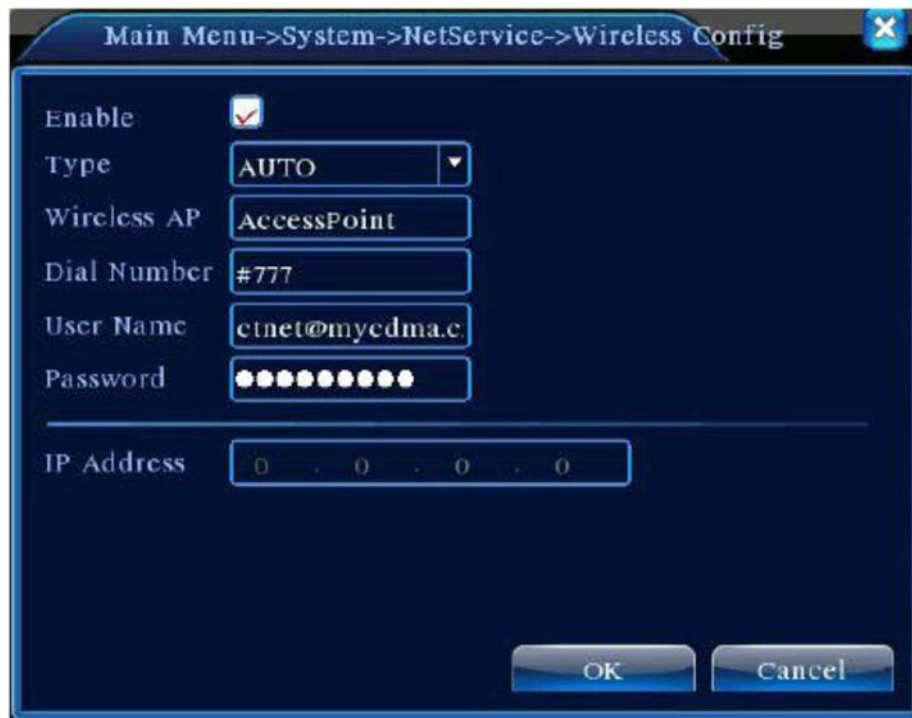 Main Menu->System->NetService->Wireless Config
Enable
Type AUTO
Wireless AP AccessPoint
Dial Number #777
User Name ctnet@mycdma.c
Password ●●●●●●●●●
IP Address 0 . 0 . 0 . 0
OK Cancel